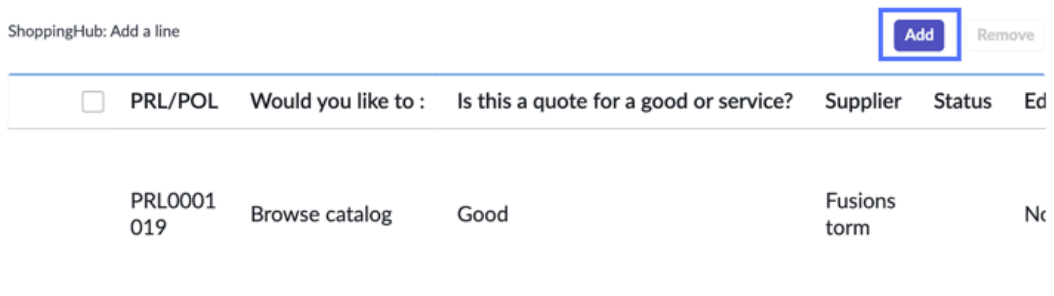 ShoppingHub: Add a line
Add Remove
PRL/POL Would you like to : Is this a quote for a good or service? Supplier Status Ed
PRL0001
019
Browse catalog Good
Fusions
torm